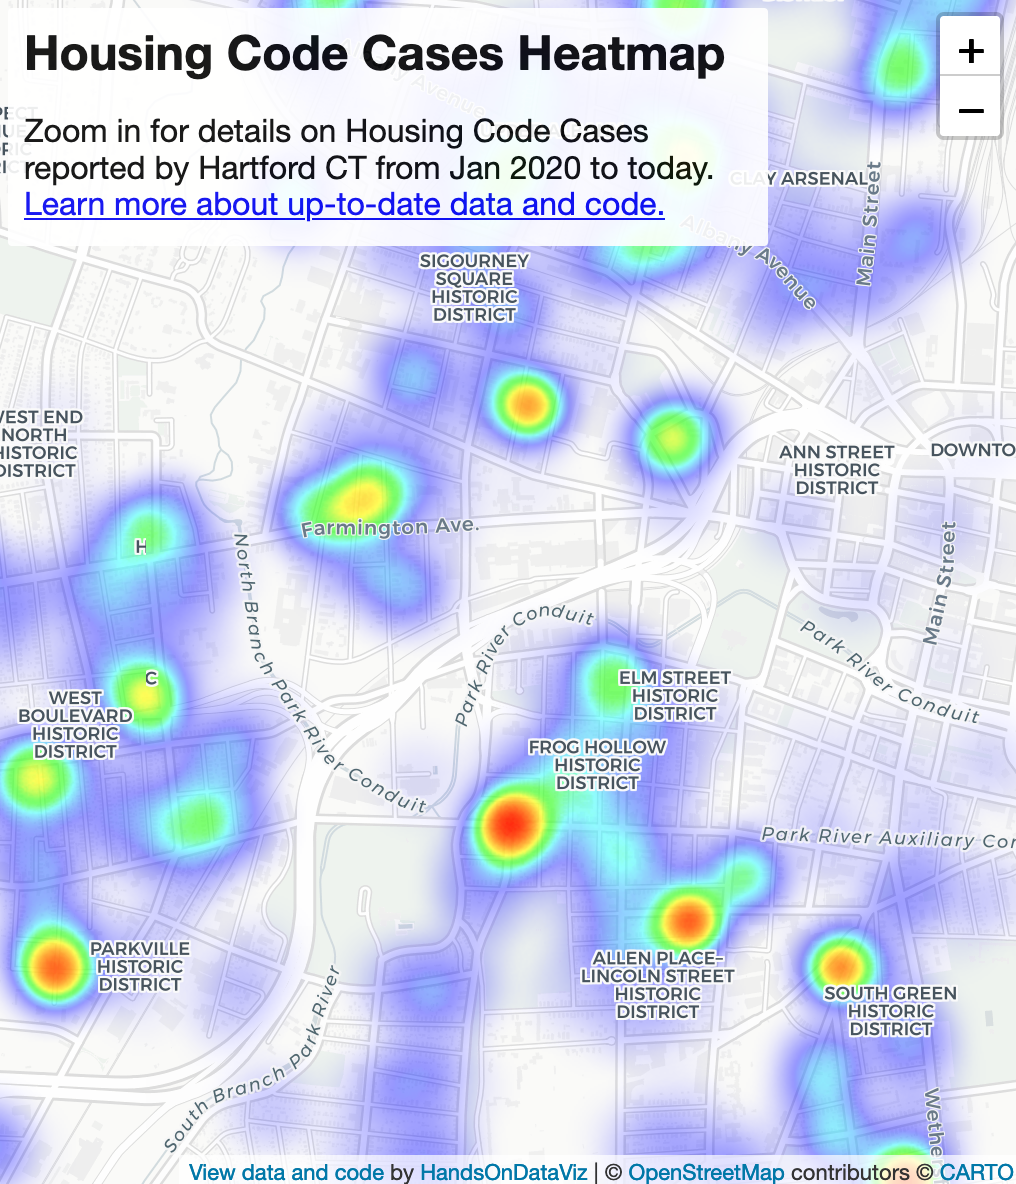 Housing Code Cases Heatmap
Zoom in for details on Housing Code Cases
reported by Hartford CT from Jan 2020 to today.
Learn more about up-to-date data and code.
+
−
CLAY ARSENAL
Main Street
Albany Avenue
SIGOURNEY
SQUARE
HISTORIC
DISTRICT
WEST END
NORTH
HISTORIC
DISTRICT
ANN STREET
HISTORIC
DISTRICT
DOWNTO
Farmington Ave.
H
North Branch Park River Conduit
Park River Conduit
Main Street
Park River Conduit
C
ELM STREET
HISTORIC
DISTRICT
WEST
BOULEVARD
HISTORIC
DISTRICT
FROG HOLLOW
HISTORIC
DISTRICT
Park River Auxiliary Con
PARKVILLE
HISTORIC
DISTRICT
ALLEN PLACE–
LINCOLN STREET
HISTORIC
DISTRICT
SOUTH GREEN
HISTORIC
DISTRICT
South Branch Park River
Wethe
View data and code by HandsOnDataViz | © OpenStreetMap contributors © CARTO